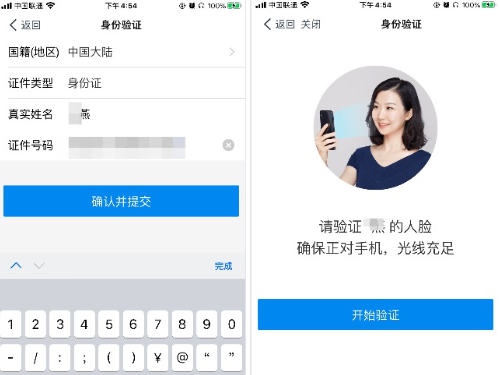 中国联通 下午4:54 100%
返回 身份验证
国籍(地区) 中国大陆
证件类型 身份证
真实姓名 燕
证件号码
确认并提交
完成
1 2 3 4 5 6 7 8 9 0
- / : ; ( ) ¥ @ “ ”
中国联通 下午4:54 100%
返回 关闭 身份验证
请验证 燕 的人脸
确保正对手机，光线充足
开始验证